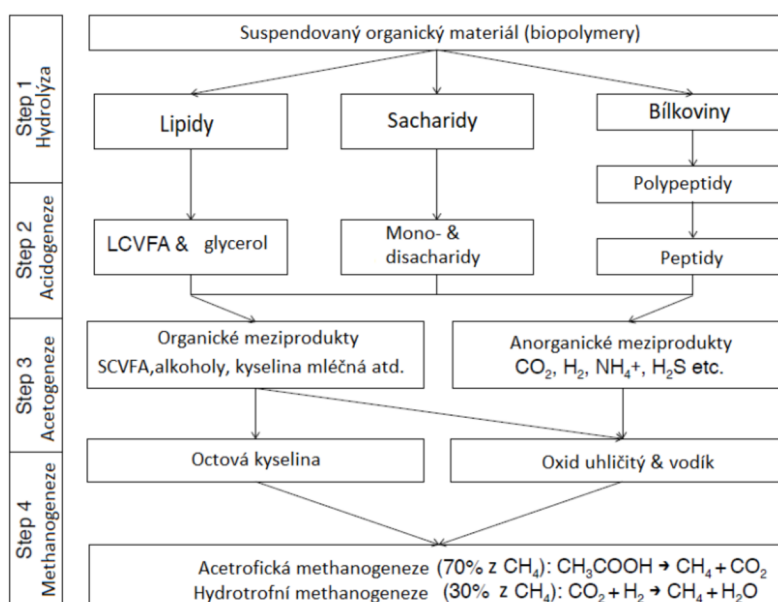 Suspendovaný organický materiál (biopolymery)
Step 1
Hydrolýza
Lipidy
Sacharidy
Bílkoviny
Polypeptidy
Step 2
Acidogeneze
LCVFA & glycerol
Mono- &
disacharidy
Peptidy
Step 3
Acetogeneze
Organické meziprodukty
SCVFA,alkoholy, kyselina mléčná atd.
Anorganické meziprodukty
CO₂, H₂, NH₄+, H₂S etc.
Octová kyselina
Oxid uhličitý & vodík
Step 4
Methanogeneze
Acetrofická methanogeneze (70% z CH₄): CH₃COOH → CH₄ + CO₂
Hydrotrofní methanogeneze (30% z CH₄): CO₂ + H₂ → CH₄ + H₂O